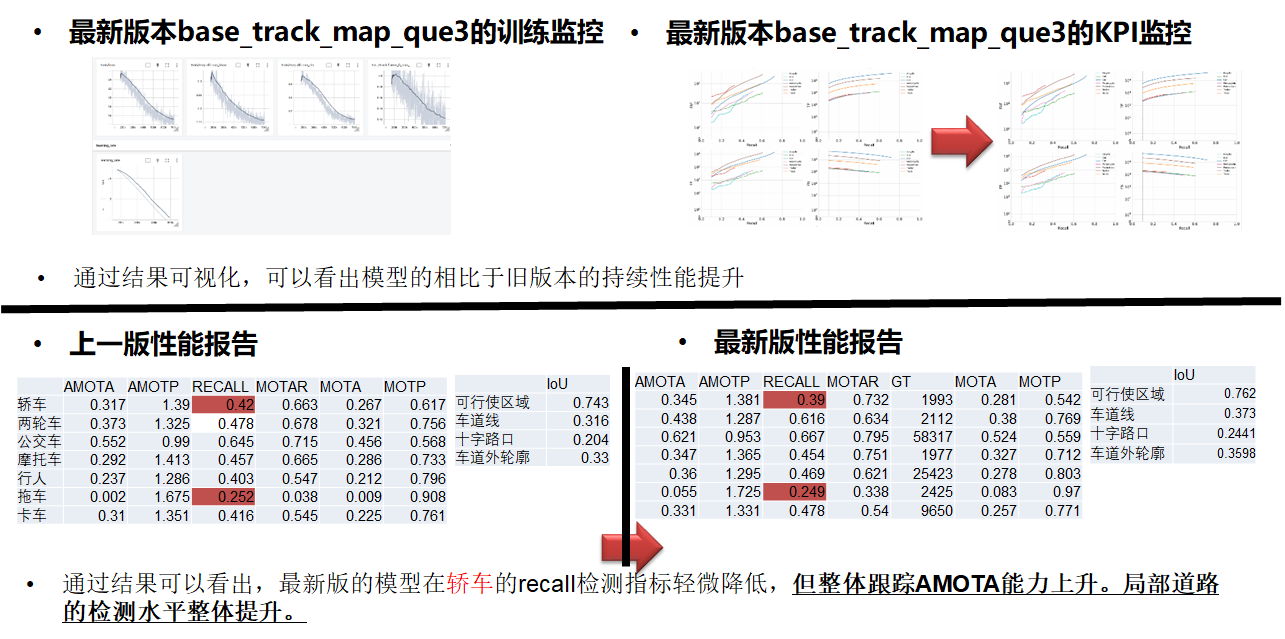 • 最新版本base_track_map_que3的训练监控
• 最新版本base_track_map_que3的KPI监控
• 通过结果可视化，可以看出模型的相比于旧版本的持续性能提升
• 上一版性能报告
AMOTA AMOTP RECALL MOTAR MOTA MOTP
轿车 0.317 1.39 0.42 0.663 0.267 0.617
两轮车 0.373 1.325 0.478 0.678 0.321 0.756
公交车 0.552 0.99 0.645 0.715 0.456 0.568
摩托车 0.292 1.413 0.457 0.665 0.286 0.733
行人 0.237 1.286 0.403 0.547 0.212 0.796
拖车 0.002 1.675 0.252 0.038 0.009 0.908
卡车 0.31 1.351 0.416 0.545 0.225 0.761
IoU
可行使区域 0.743
车道线 0.316
十字路口 0.204
车道外轮廓 0.33
• 最新版性能报告
AMOTA AMOTP RECALL MOTAR GT MOTA MOTP
0.345 1.381 0.39 0.732 1993 0.281 0.542
0.438 1.287 0.616 0.634 2112 0.38 0.769
0.621 0.953 0.667 0.795 58317 0.524 0.559
0.347 1.365 0.454 0.751 1977 0.327 0.712
0.36 1.295 0.469 0.621 25423 0.278 0.803
0.055 1.725 0.249 0.338 2425 0.083 0.97
0.331 1.331 0.478 0.54 9650 0.257 0.771
IoU
可行使区域 0.762
车道线 0.373
十字路口 0.2441
车道外轮廓 0.3598
• 通过结果可以看出，最新版的模型在轿车的recall检测指标轻微降低，但整体跟踪AMOTA能力上升。局部道路
的检测水平整体提升。